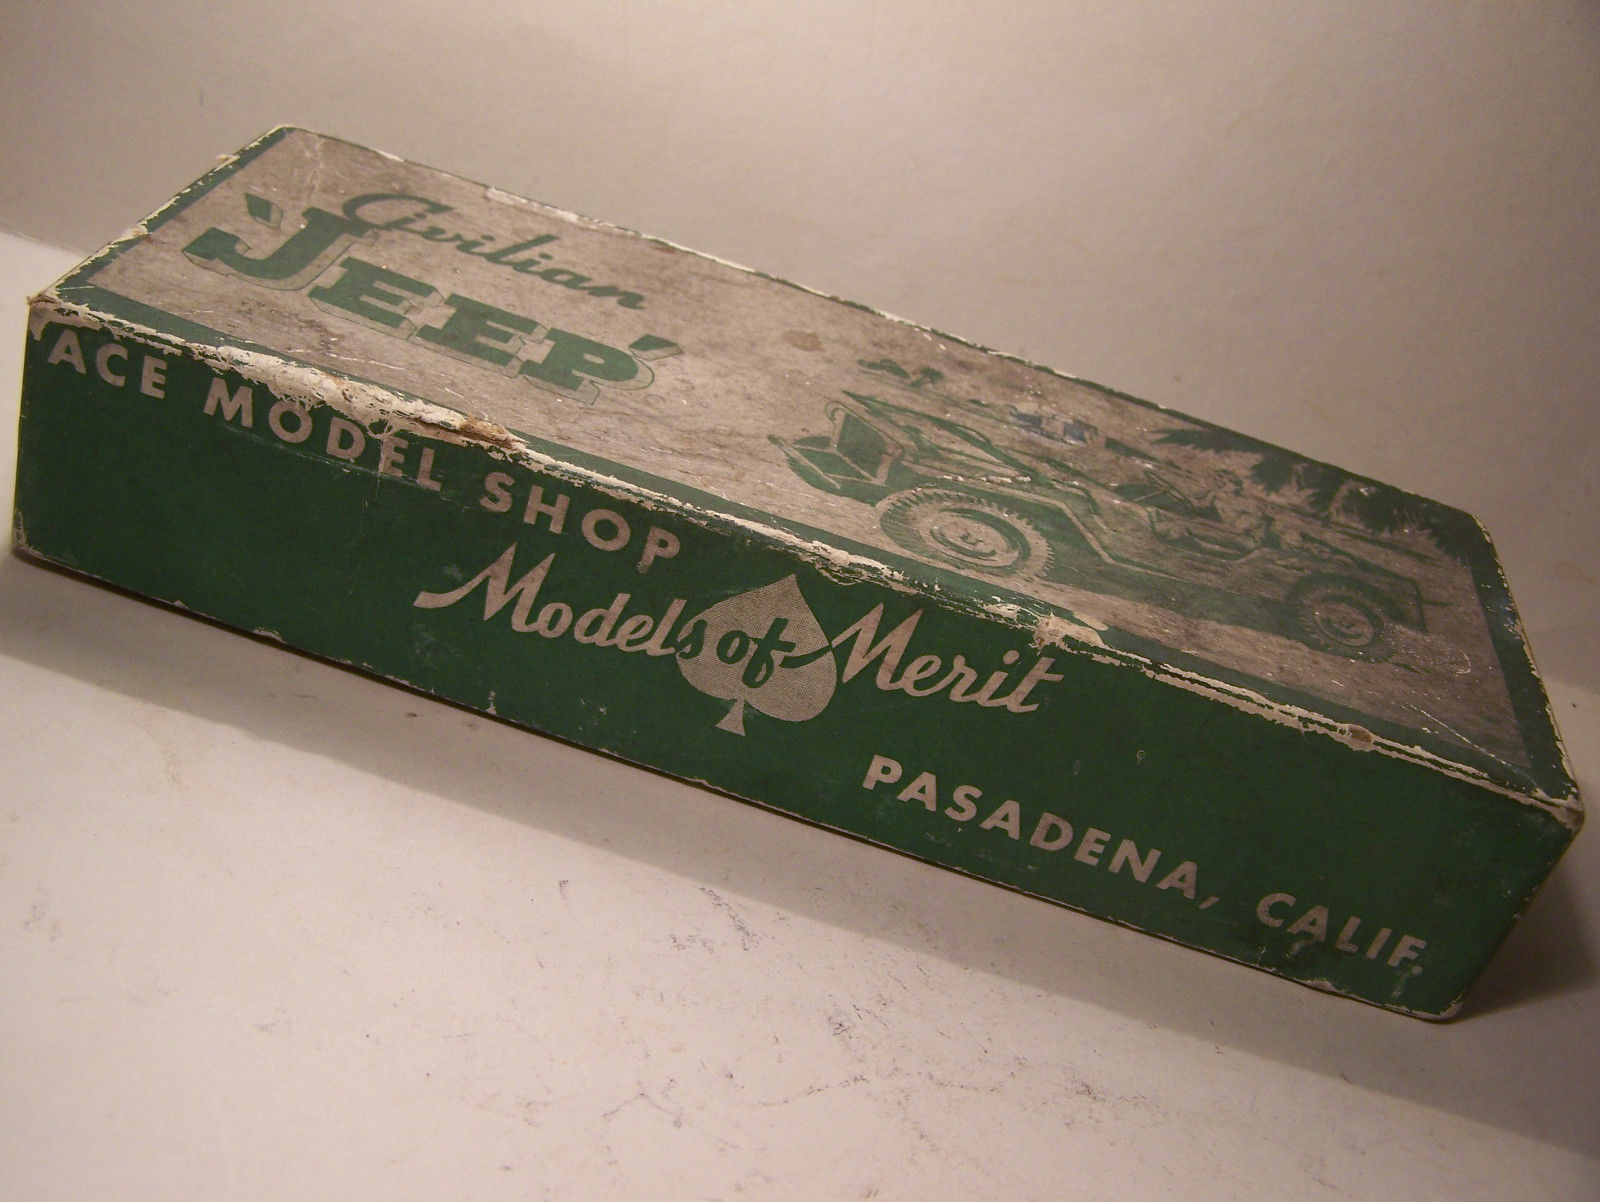 Civilian
'JEEP'
ACE MODEL SHOP
Models of Merit
PASADENA, CALIF.